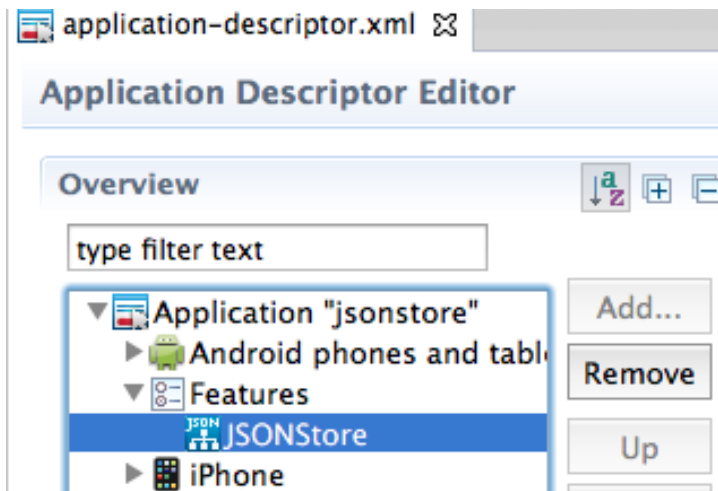 application-descriptor.xml
Application Descriptor Editor
Overview
a
z
type filter text
Application "jsonstore"
Add...
Android phones and
Remove
Features
JSON
JSONStore
Up
iPhone